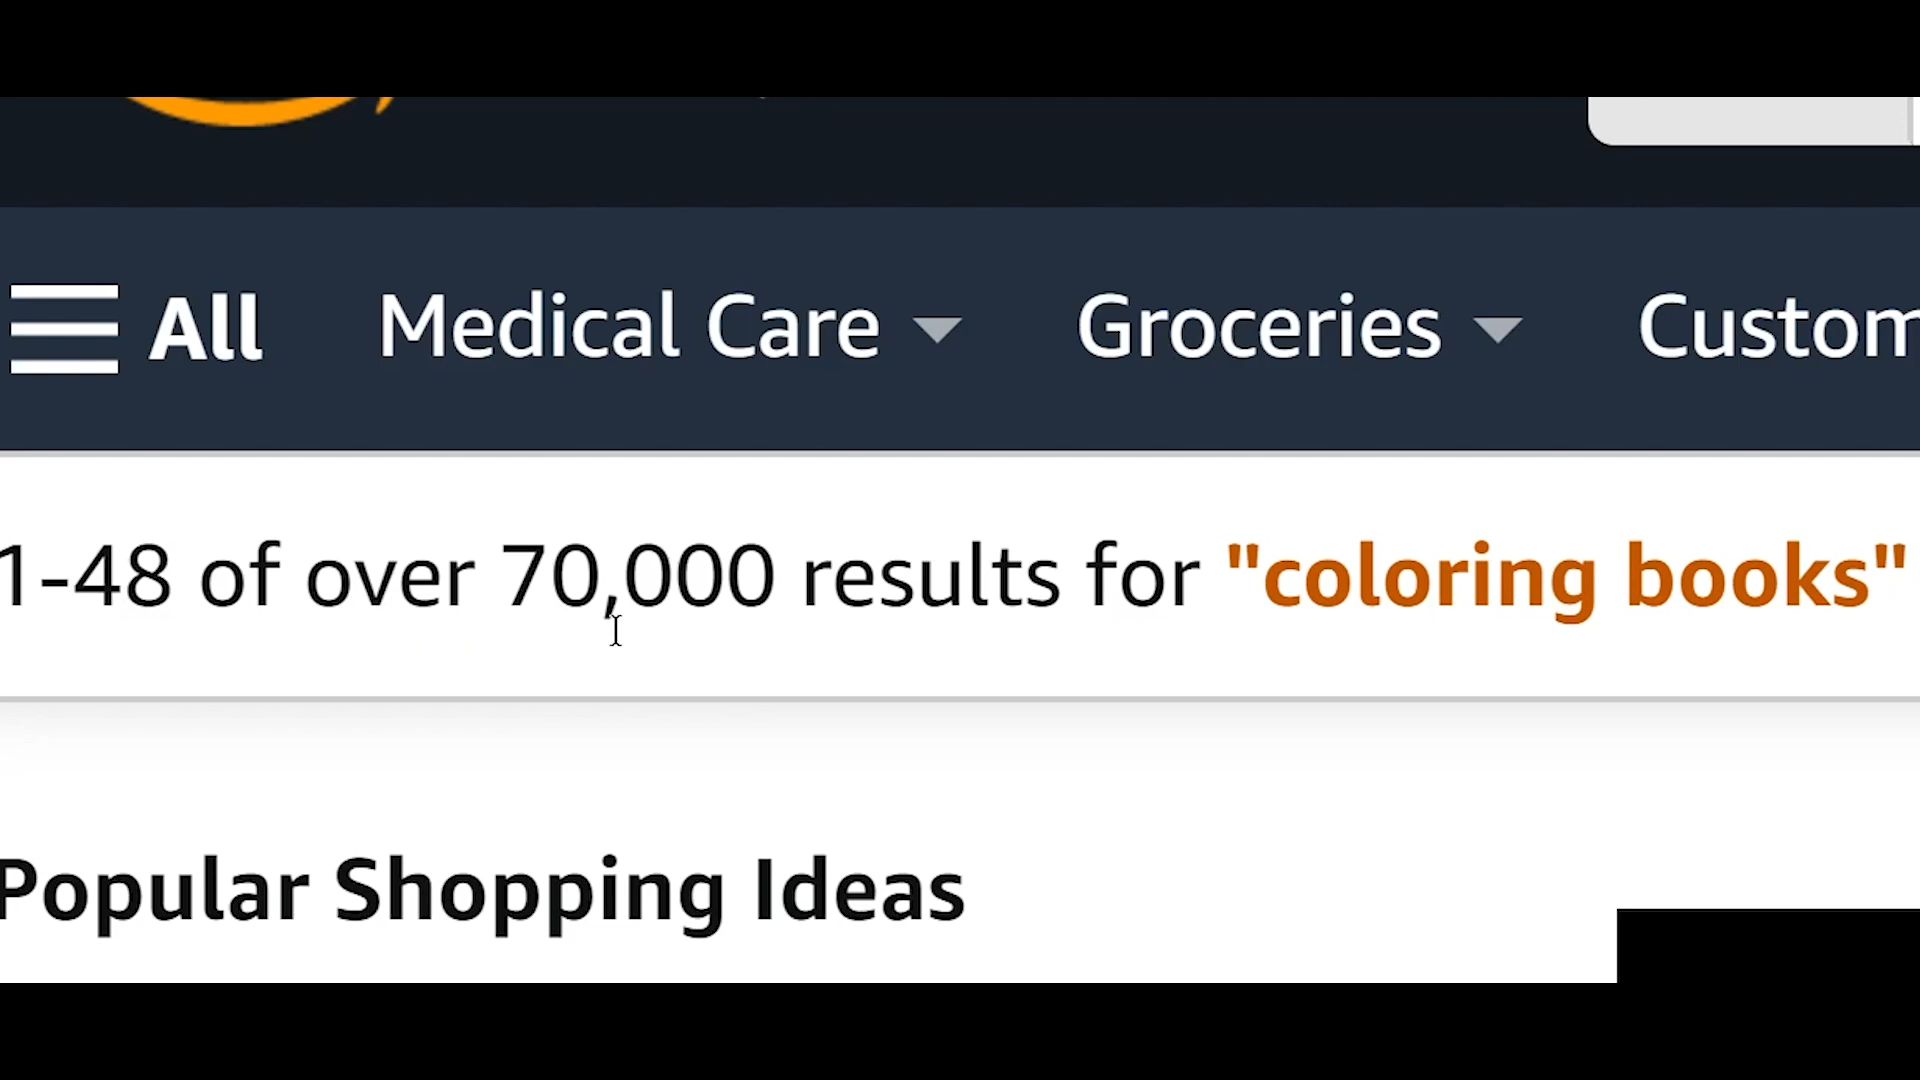 All Medical Care Groceries Custom
1-48 of over 70,000 results for "coloring books"
Popular Shopping Ideas